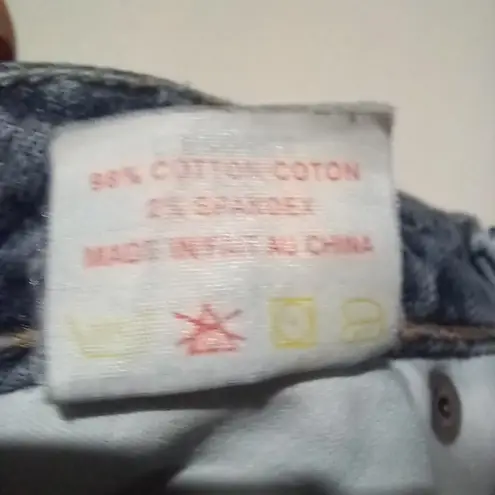 98% COTTON COTON
2% SPANDEX
MADE IN/FAIT AU CHINA